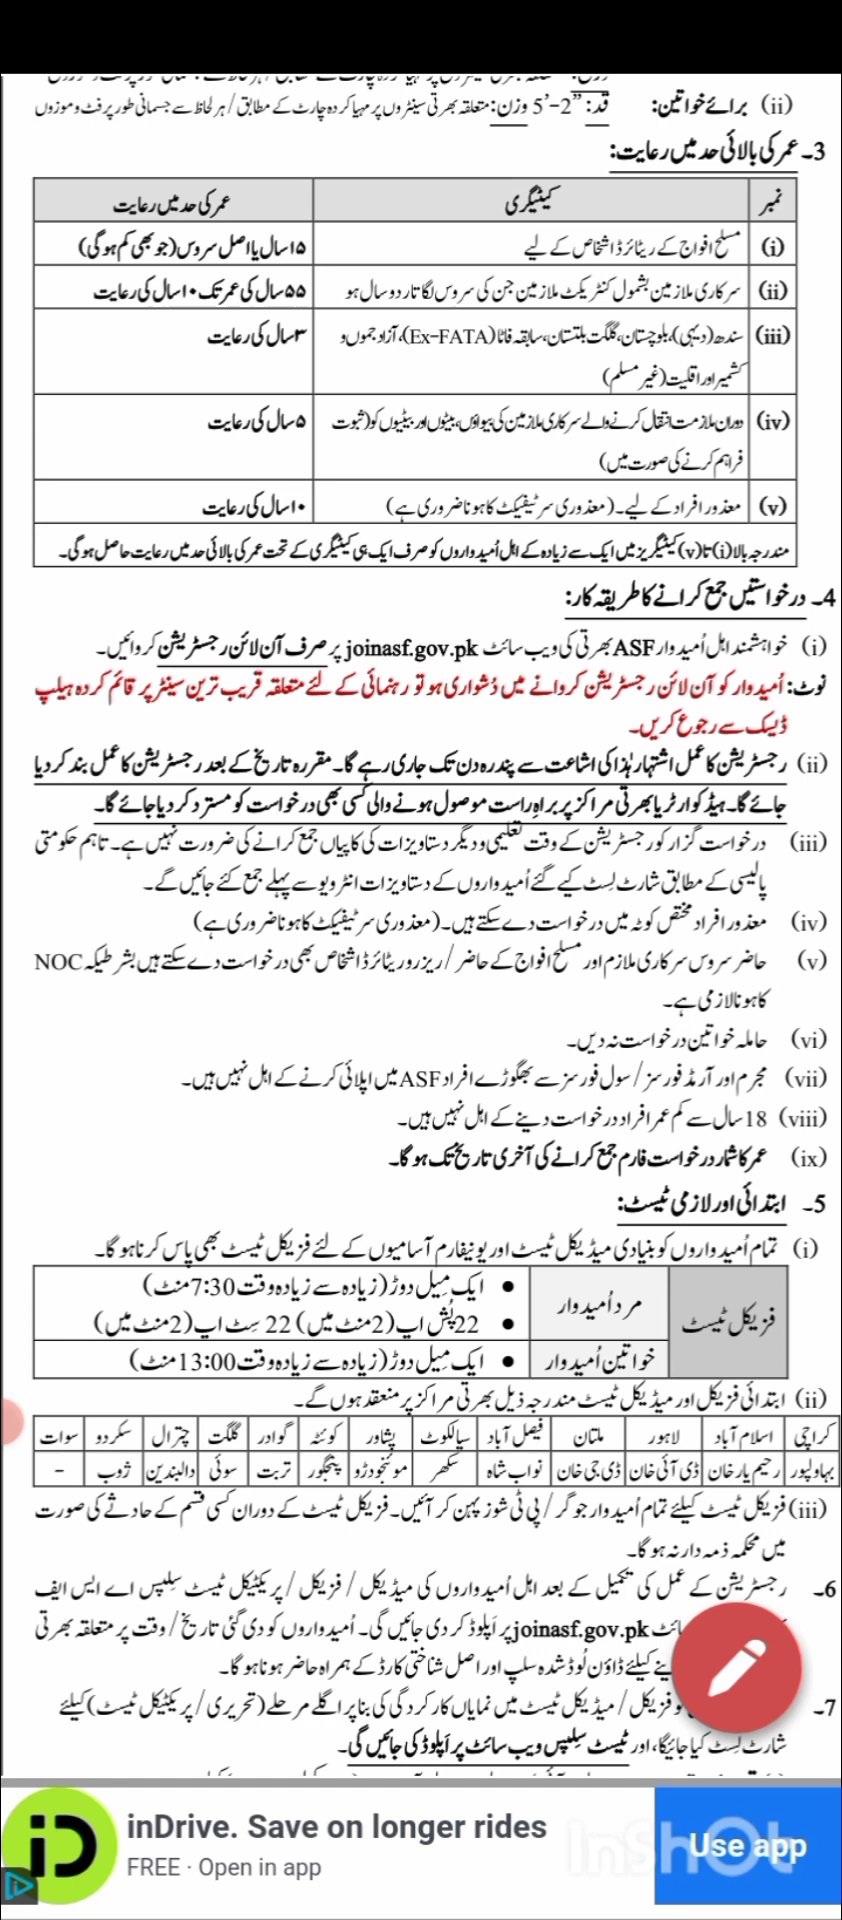 (ii) برائے خواتین: قد: "2-'5 وزن: متعلقہ بھرتی سینٹروں پر مہیا کردہ چارٹ کے مطابق / ہر لحاظ سے جسمانی طور پر فٹ و موزوں
3۔ عمر کی بالائی حد میں رعایت:
نمبر کیٹیگری عمر کی حد میں رعایت
(i) مسلح افواج کے ریٹائرڈ اشخاص کے لیے ۱۵ سال یا اصل سروس (جو بھی کم ہو گی)
(ii) سرکاری ملازمین بشمول کنٹریکٹ ملازمین جن کی سروس لگاتار دو سال ہو ۵۵ سال کی عمر تک ۱۰ سال کی رعایت
(iii) سندھ (دیہی)، بلوچستان، گلگت بلتستان، سابقہ فاٹا (Ex-FATA)، آزاد جموں و ۳ سال کی رعایت
کشمیر اور اقلیت (غیر مسلم)
(iv) دوران ملازمت انتقال کرنے والے سرکاری ملازمین کی بیواؤں، بیٹوں اور بیٹیوں کو (ثبوت ۵ سال کی رعایت
فراہم کرنے کی صورت میں)
(v) معذور افراد کے لیے۔ (معذوری سرٹیفیکٹ کا ہونا ضروری ہے) ۱۰ سال کی رعایت
مندرجہ بالا (i) تا (v) کیٹیگریز میں ایک سے زیادہ کے اہل اُمیدواروں کو صرف ایک ہی کیٹیگری کے تحت عمر کی بالائی حد میں رعایت حاصل ہوگی۔
4۔ درخواستیں جمع کرانے کا طریقہ کار:
(i) خواہشمند اہل اُمیدوار ASF بھرتی کی ویب سائٹ joinasf.gov.pk پر صرف آن لائن رجسٹریشن کروائیں۔
نوٹ: اُمیدوار کو آن لائن رجسٹریشن کروانے میں دُشواری ہو تو رہنمائی کے لئے متعلقہ قریب ترین سینٹر پر قائم کردہ ہیلپ
ڈیسک سے رجوع کریں۔
(ii) رجسٹریشن کا عمل اشتہار ہٰذا کی اشاعت سے پندرہ دن تک جاری رہے گا۔ مقررہ تاریخ کے بعد رجسٹریشن کا عمل بند کر دیا
جائے گا۔ ہیڈ کوارٹر یا بھرتی مراکز پر براہِ راست موصول ہونے والی کسی بھی درخواست کو مسترد کر دیا جائے گا۔
(iii) درخواست گزار کو رجسٹریشن کے وقت تعلیمی و دیگر دستاویزات کی کاپیاں جمع کرانے کی ضرورت نہیں ہے۔ تاہم حکومتی
پالیسی کے مطابق شارٹ لسٹ کیے گئے اُمیدواروں کے دستاویزات انٹرویو سے پہلے جمع کئے جائیں گے۔
(iv) معذور افراد مختص کوٹہ میں درخواست دے سکتے ہیں۔ (معذوری سرٹیفیکٹ کا ہونا ضروری ہے)
(v) حاضر سروس سرکاری ملازم اور مسلح افواج کے حاضر / ریزرو ریٹائرڈ اشخاص بھی درخواست دے سکتے ہیں بشرطیکہ NOC
کا ہونا لازمی ہے۔
(vi) حاملہ خواتین درخواست نہ دیں۔
(vii) مجرم اور آرمڈ فورسز / سول فورسز سے بھگوڑے افراد ASF میں اپلائی کرنے کے اہل نہیں ہیں۔
(viii) 18 سال سے کم عمر افراد درخواست دینے کے اہل نہیں ہیں۔
(ix) عمر کا شمار درخواست فارم جمع کرانے کی آخری تاریخ تک ہو گا۔
5۔ ابتدائی اور لازمی ٹیسٹ:
(i) تمام اُمیدواروں کو بنیادی میڈیکل ٹیسٹ اور یونیفارم آسامیوں کے لئے فزیکل ٹیسٹ بھی پاس کرنا ہو گا۔
فزیکل ٹیسٹ مرد اُمیدوار • ایک میل دوڑ (زیادہ سے زیادہ وقت 7:30 منٹ)
• 22 پُش اپ (2 منٹ میں) 22 سِٹ اپ (2 منٹ میں)
خواتین اُمیدوار • ایک میل دوڑ (زیادہ سے زیادہ وقت 13:00 منٹ)
(ii) ابتدائی فزیکل اور میڈیکل ٹیسٹ مندرجہ ذیل بھرتی مراکز پر منعقد ہوں گے۔
کراچی اسلام آباد لاہور ملتان فیصل آباد سیالکوٹ پشاور کوئٹہ گوادر گلگت چترال سکردو سوات
بہاولپور رحیم یار خان ڈی آئی خان ڈی جی خان نواب شاہ سکھر موئنجودڑو پنجگور تربت سوئی دالبندین ژوب -
(iii) فزیکل ٹیسٹ کیلئے تمام اُمیدوار جوگر / پی ٹی شوز پہن کر آئیں۔ فزیکل ٹیسٹ کے دوران کسی قسم کے حادثے کی صورت
میں محکمہ ذمہ دار نہ ہو گا۔
6۔ رجسٹریشن کے عمل کی تکمیل کے بعد اہل اُمیدواروں کی میڈیکل / فزیکل / پریکٹیکل ٹیسٹ سلپس اے ایس ایف
joinasf.gov.pk پر اَپلوڈ کر دی جائیں گی۔ اُمیدواروں کو دی گئی تاریخ / وقت پر متعلقہ بھرتی
کیلئے ڈاؤن لُوڈ شدہ سلپ اور اصل شناختی کارڈ کے ہمراہ حاضر ہونا ہو گا۔
7۔ فزیکل / میڈیکل ٹیسٹ میں نمایاں کارکردگی کی بنا پر اگلے مرحلے (تحریری / پریکٹیکل ٹیسٹ) کیلئے
شارٹ لسٹ کیا جائیگا، اور ٹیسٹ سلپس ویب سائٹ پر اَپلوڈ کی جائیں گی۔
inDrive. Save on longer rides
FREE · Open in app
Use app
InShOt